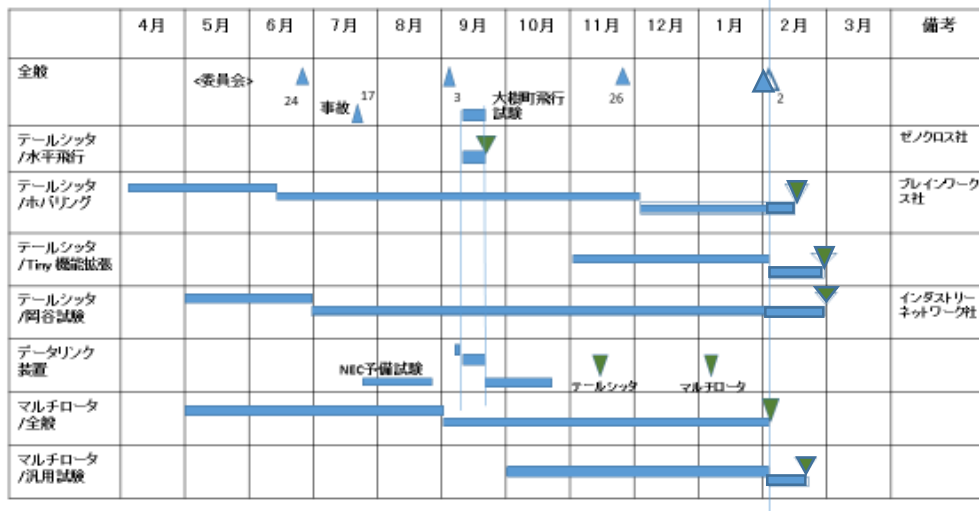 4月 5月 6月 7月 8月 9月 10月 11月 12月 1月 2月 3月 備考
全般
<委員会>
24
事故
17
3
大樹町飛行
試験
26
2
テールシッタ
/水平飛行
ゼノクロス社
テールシッタ
/ホバリング
ブレインワーク
ス社
テールシッタ
/Tiny 機能拡張
テールシッタ
/岡谷試験
インダストリー
ネットワーク社
データリンク
装置
NEC予備試験
テールシッタ
マルチロータ
マルチロータ
/全般
マルチロータ
/汎用試験